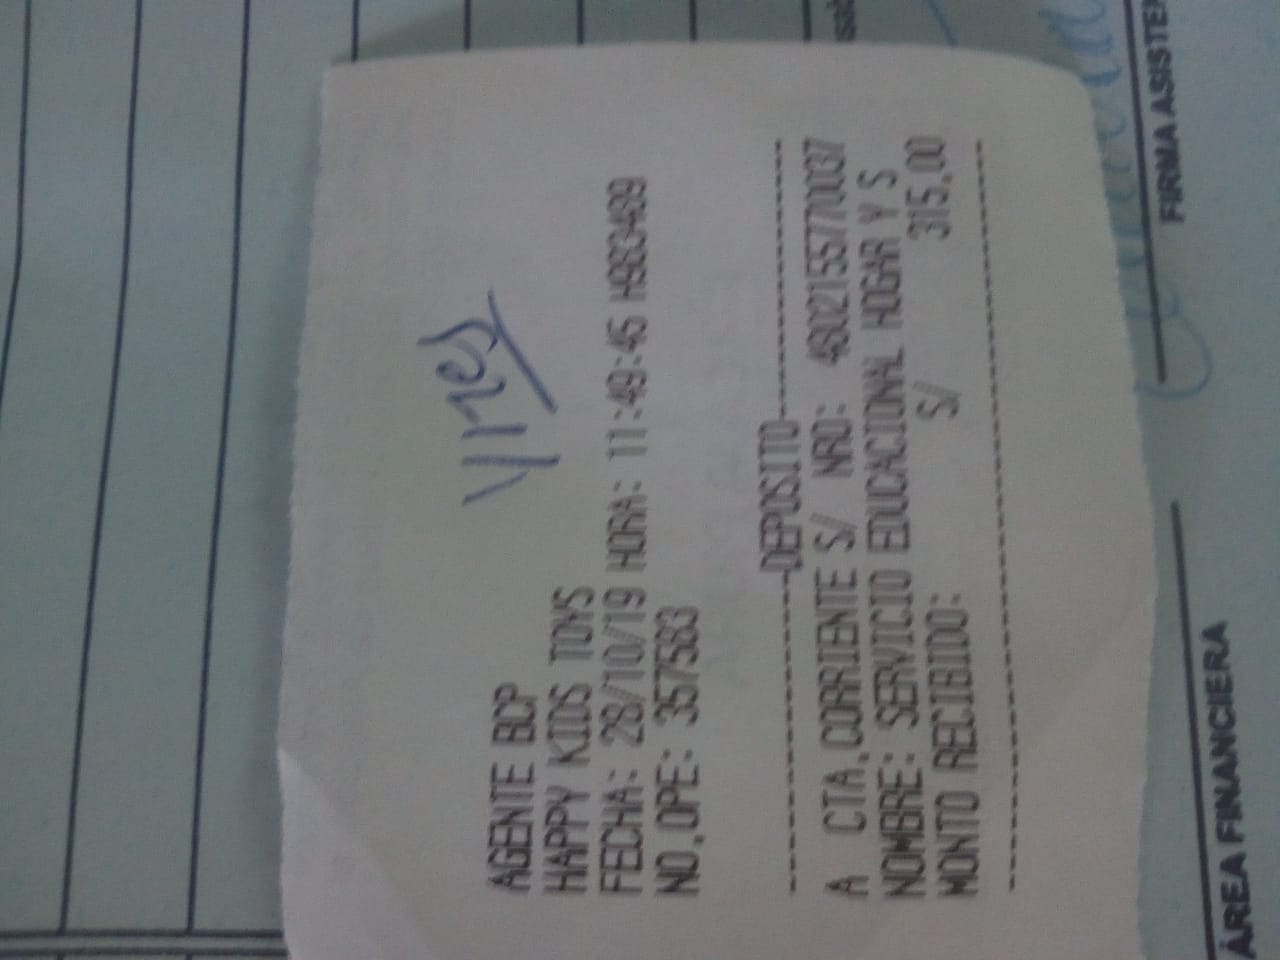 AGENTE BCP
HAPPY KIDS TOYS
FECHA: 28/10/19 HORA: 11:49:45 H983489
NO.OPE: 357583
DEPOSITO
A CTA.CORRIENTE S/ NRO: 4802155770037
NOMBRE: SERVICIO EDUCACIONAL HOGAR Y S
MONTO RECIBIDO: S/ 315.00
ÁREA FINANCIERA
FIRMA ASISTE